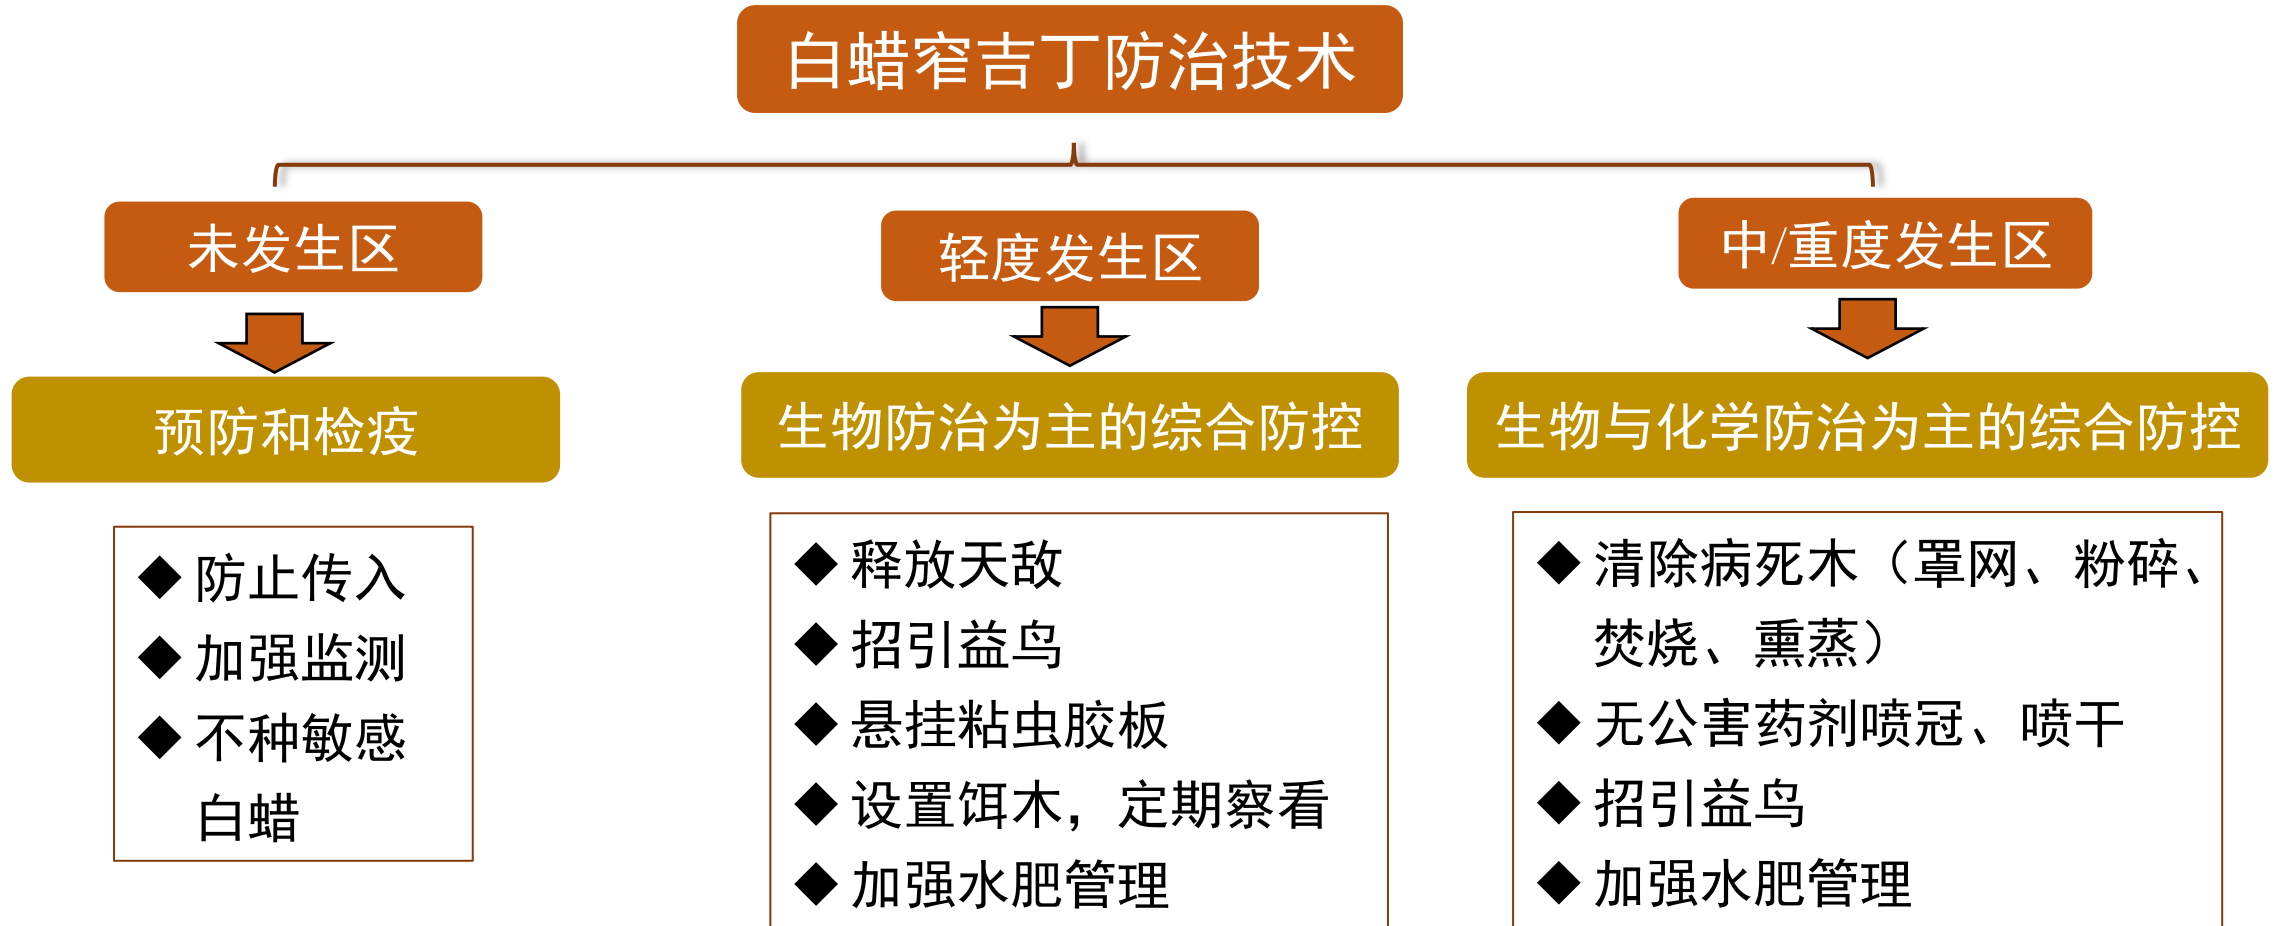 白蜡窄吉丁防治技术
未发生区
轻度发生区
中/重度发生区
预防和检疫
生物防治为主的综合防控
生物与化学防治为主的综合防控
◆ 防止传入
◆ 加强监测
◆ 不种敏感
白蜡
◆ 释放天敌
◆ 招引益鸟
◆ 悬挂粘虫胶板
◆ 设置饵木，定期察看
◆ 加强水肥管理
◆ 清除病死木（罩网、粉碎、
焚烧、熏蒸）
◆ 无公害药剂喷冠、喷干
◆ 招引益鸟
◆ 加强水肥管理